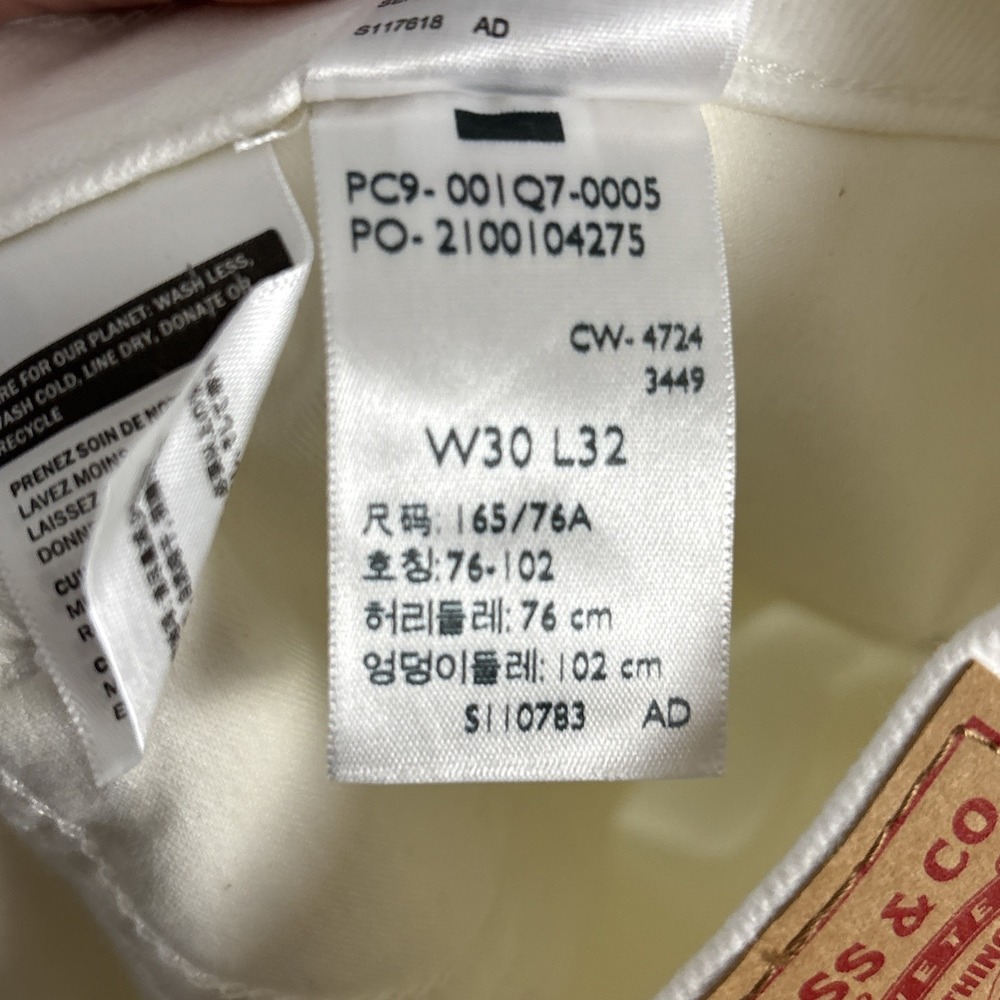 S117618 AD
PC9- 001Q7-0005
PO- 2100104275
CW- 4724
3449
W30 L32
尺码: 165/76A
호칭: 76-102
허리둘레: 76 cm
엉덩이둘레: 102 cm
S110783 AD
FOR OUR PLANET: WASH LESS,
WASH COLD, LINE DRY, DONATE OR
RECYCLE
PRENEZ SOIN DE
LAVEZ MOINS
LAISSEZ
& CO